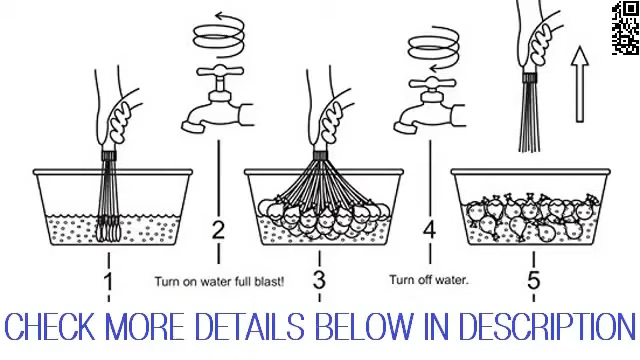 2
4
1
Turn on water full blast!
3
Turn off water.
5
CHECK MORE DETAILS BELOW IN DESCRIPTION